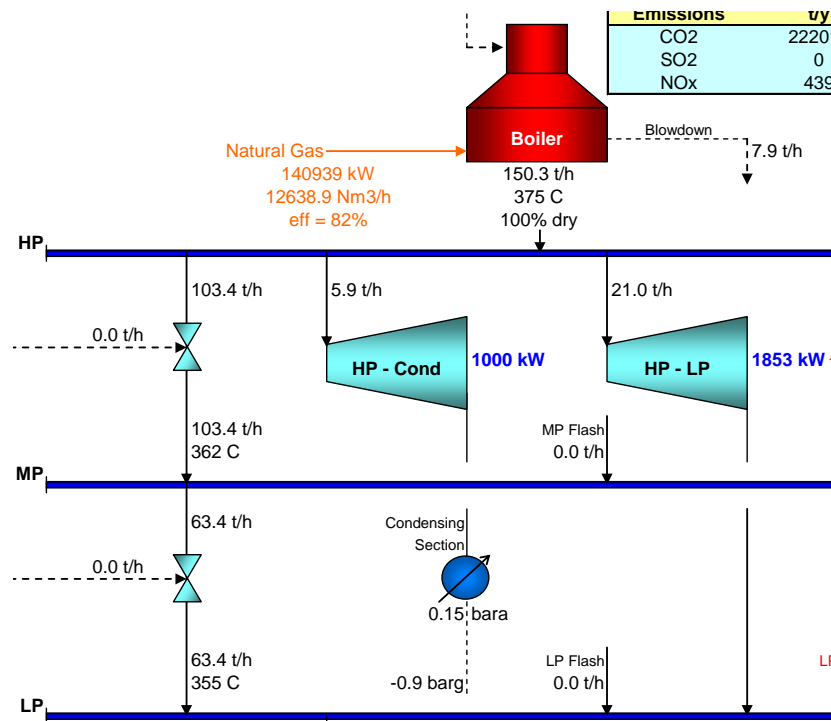 Emissions t/y
CO2 2220
SO2 0
NOx 439
Boiler
Blowdown
7.9 t/h
Natural Gas
140939 kW
12638.9 Nm3/h
eff = 82%
150.3 t/h
375 C
100% dry
HP
103.4 t/h
5.9 t/h
21.0 t/h
0.0 t/h
HP - Cond
1000 kW
HP - LP
1853 kW
103.4 t/h
362 C
MP Flash
0.0 t/h
MP
63.4 t/h
Condensing
Section
0.0 t/h
0.15 bara
63.4 t/h
355 C
-0.9 barg
LP Flash
0.0 t/h
LP
LP